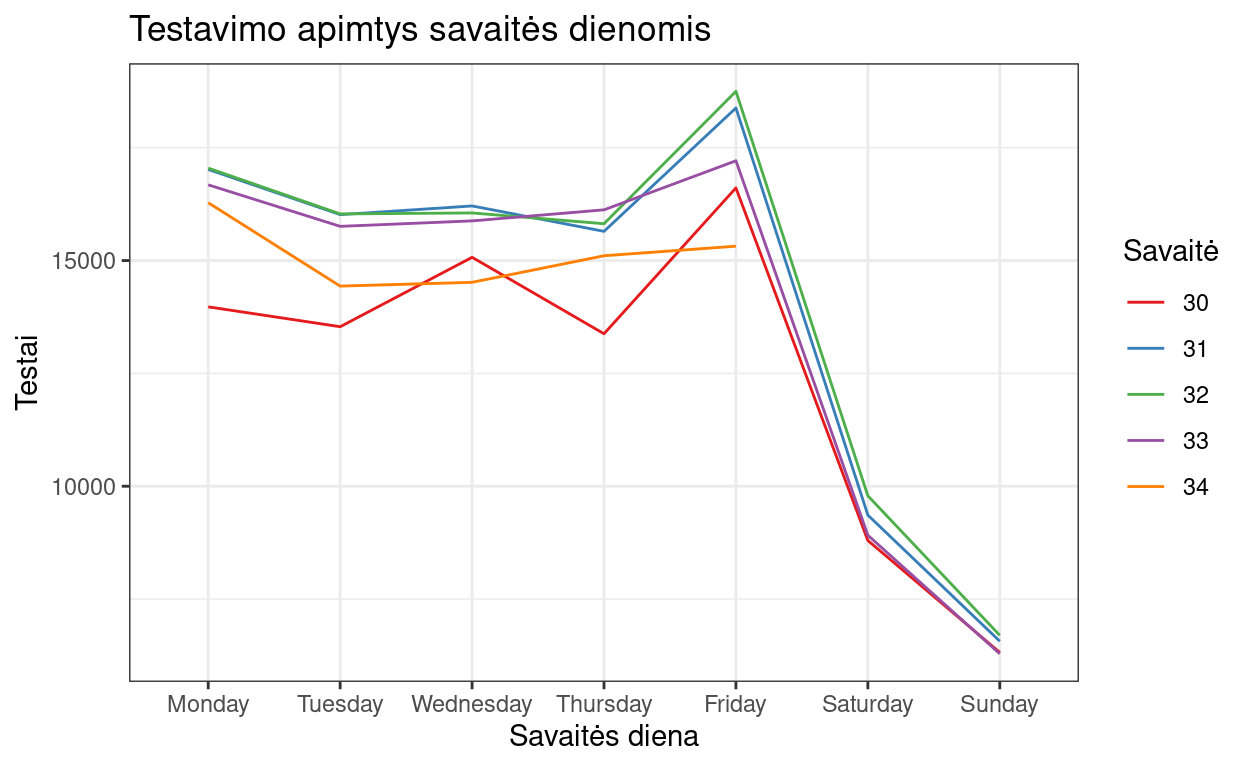 Testavimo apimtys savaitės dienomis
Testai
15000
10000
Monday Tuesday Wednesday Thursday Friday Saturday Sunday
Savaitės diena
Savaitė
30
31
32
33
34